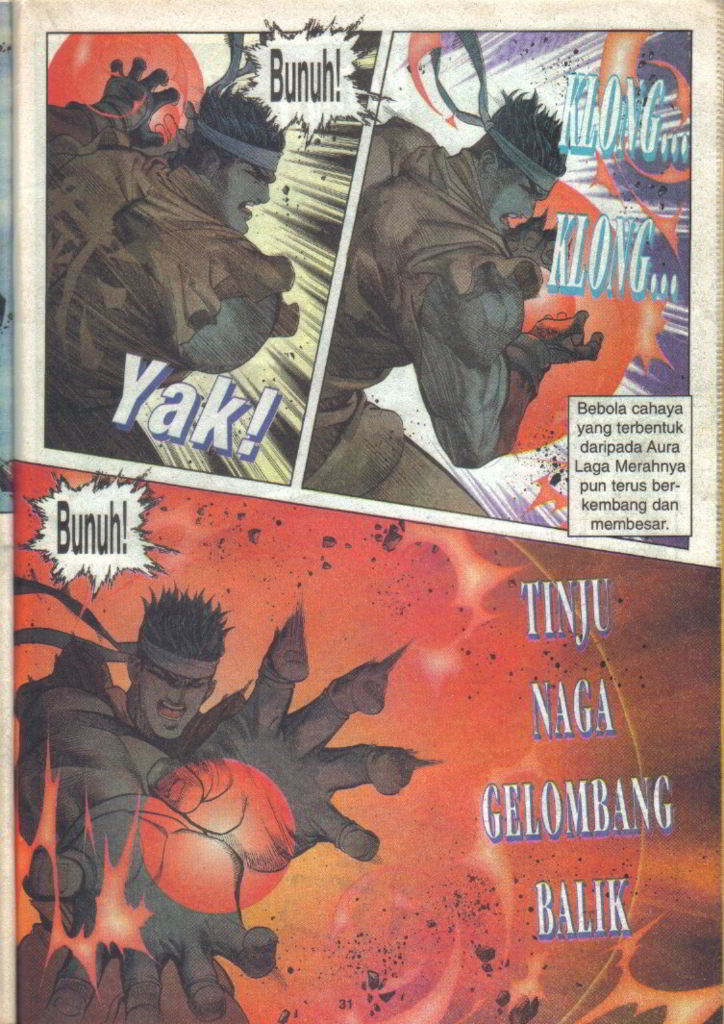 Bunuh!
Yak!
KLONG...
KLONG...
Bebola cahaya
yang terbentuk
daripada Aura
Laga Merahnya
pun terus ber-
kembang dan
membesar.
Bunuh!
TINJU
NAGA
GELOMBANG
BALIK
31